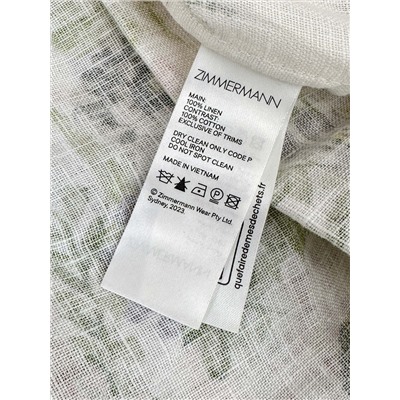 ZIMMERMANN
MAIN:
100% LINEN
CONTRAST:
100% COTTON
EXCLUSIVE OF TRIMS
DRY CLEAN ONLY CODE P
COOL IRON
DO NOT SPOT CLEAN
MADE IN VIETNAM
P
© Zimmermann Wear Pty Ltd.
Sydney, 2023
quefairedemesdechets.fr